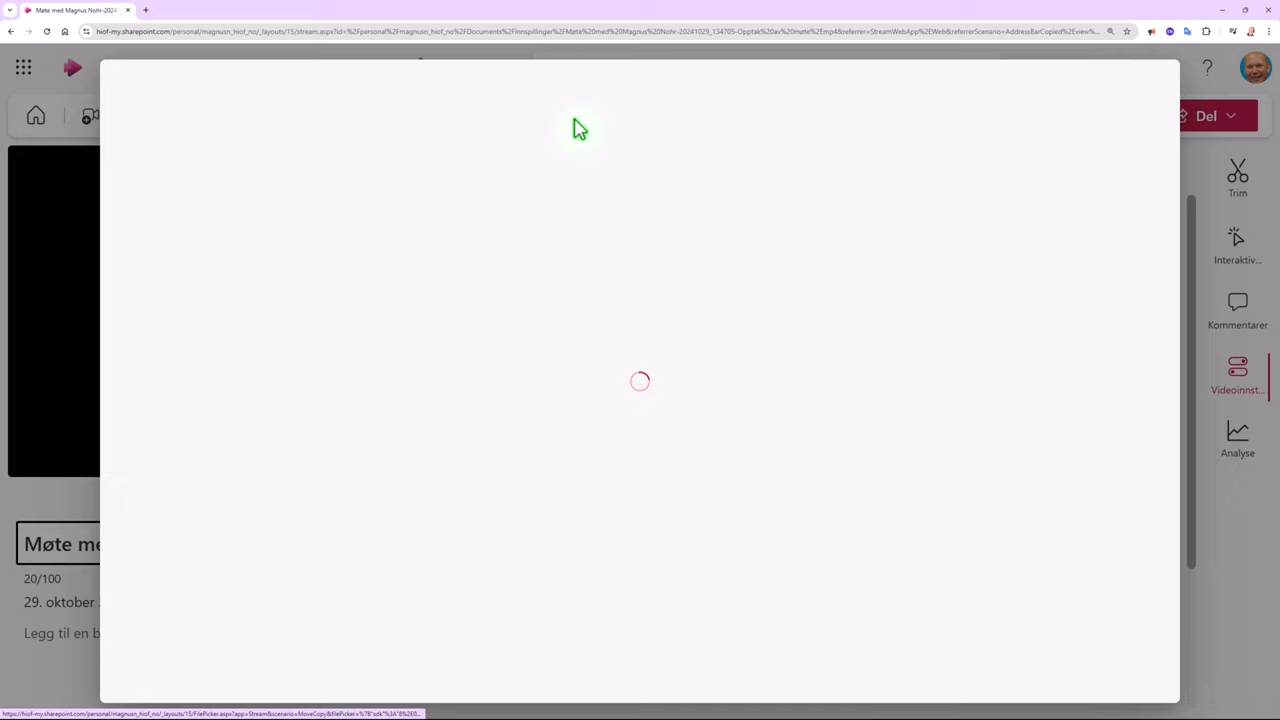 Møte med Magnus Nohr-2024
hiof-my.sharepoint.com/personal/magnusn_hiof_no/_layouts/15/stream.aspx?id=%2Fpersonal%2Fmagnusn_hiof_no%2FDocuments%2FInnspillinger%2FMøte%20med%20Magnus%20Nohr-20241029_134705-Opptak%20av%20møte%2Emp4&referrer=StreamWebApp%2EWeb&referrerScenario=AddressBarCopied%2Eview%...
Del
Trim
Interaktiv...
Kommentarer
Videoinnst...
Analyse
Møte me
20/100
29. oktober
Legg til en b
https://hiof-my.sharepoint.com/personal/magnusn_hiof_no/_layouts/15/FilePicker.aspx?app=Stream&scenario=MoveCopy&filePicker=%7B"sdk"%3A"8%2E0...